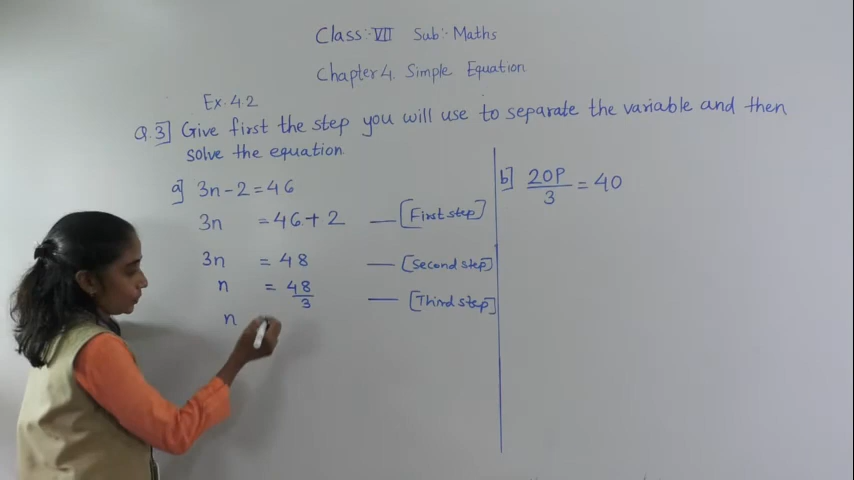 Class:- VII Sub:- Maths
Chapter 4. Simple Equation
Ex. 4.2
Q.3] Give first the step you will use to separate the variable and then
solve the equation.
a] 3n - 2 = 46
3n = 46 + 2 — [First step]
3n = 48 — [Second step]
n = 48/3 — [Third step]
n
b] 20P/3 = 40